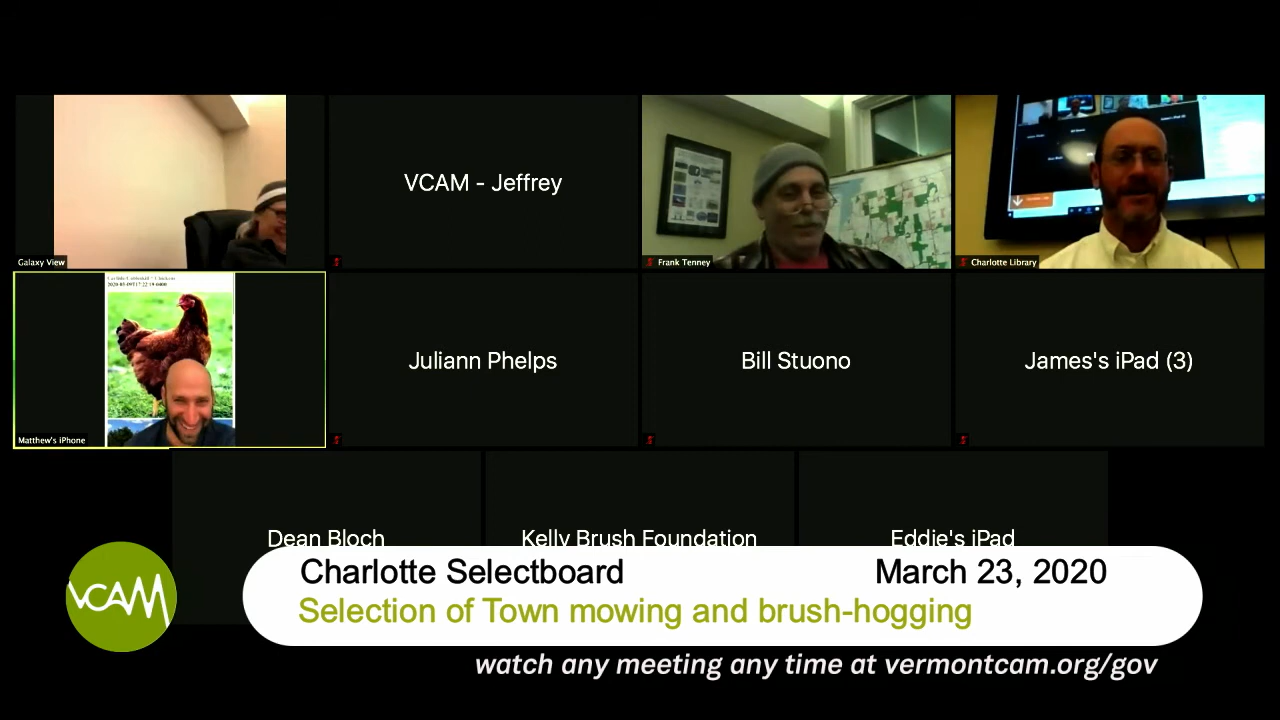 VCAM - Jeffrey
Galaxy View
Frank Tenney
Charlotte Library
Matthew's iPhone
Juliann Phelps
Bill Stuono
James's iPad (3)
Dean Bloch
Kelly Brush Foundation
Eddie's iPad
VCAM
Charlotte Selectboard
March 23, 2020
Selection of Town mowing and brush-hogging
watch any meeting any time at vermontcam.org/gov